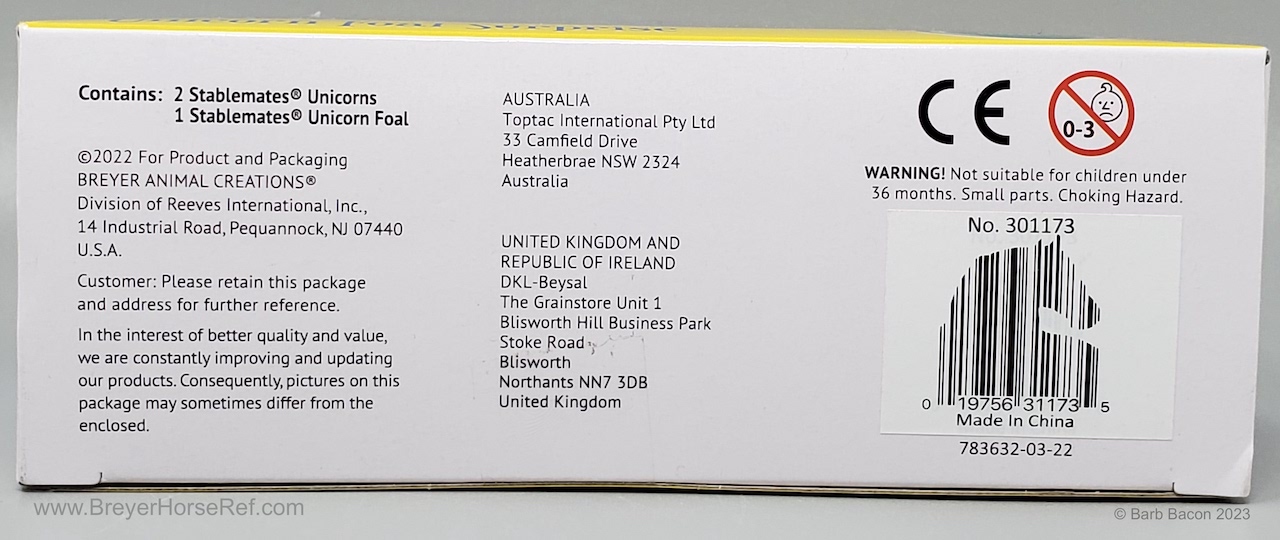 Unicorn Foal Surprise
Contains: 2 Stablemates® Unicorns
1 Stablemates® Unicorn Foal
©2022 For Product and Packaging
BREYER ANIMAL CREATIONS®
Division of Reeves International, Inc.,
14 Industrial Road, Pequannock, NJ 07440
U.S.A.
Customer: Please retain this package
and address for further reference.
In the interest of better quality and value,
we are constantly improving and updating
our products. Consequently, pictures on this
package may sometimes differ from the
enclosed.
AUSTRALIA
Toptac International Pty Ltd
33 Camfield Drive
Heatherbrae NSW 2324
Australia
UNITED KINGDOM AND
REPUBLIC OF IRELAND
DKL-Beysal
The Grainstore Unit 1
Blisworth Hill Business Park
Stoke Road
Blisworth
Northants NN7 3DB
United Kingdom
CE
0-3
WARNING! Not suitable for children under
36 months. Small parts. Choking Hazard.
No. 301173
0 19756 31173 5
Made In China
783632-03-22
www.BreyerHorseRef.com
© Barb Bacon 2023